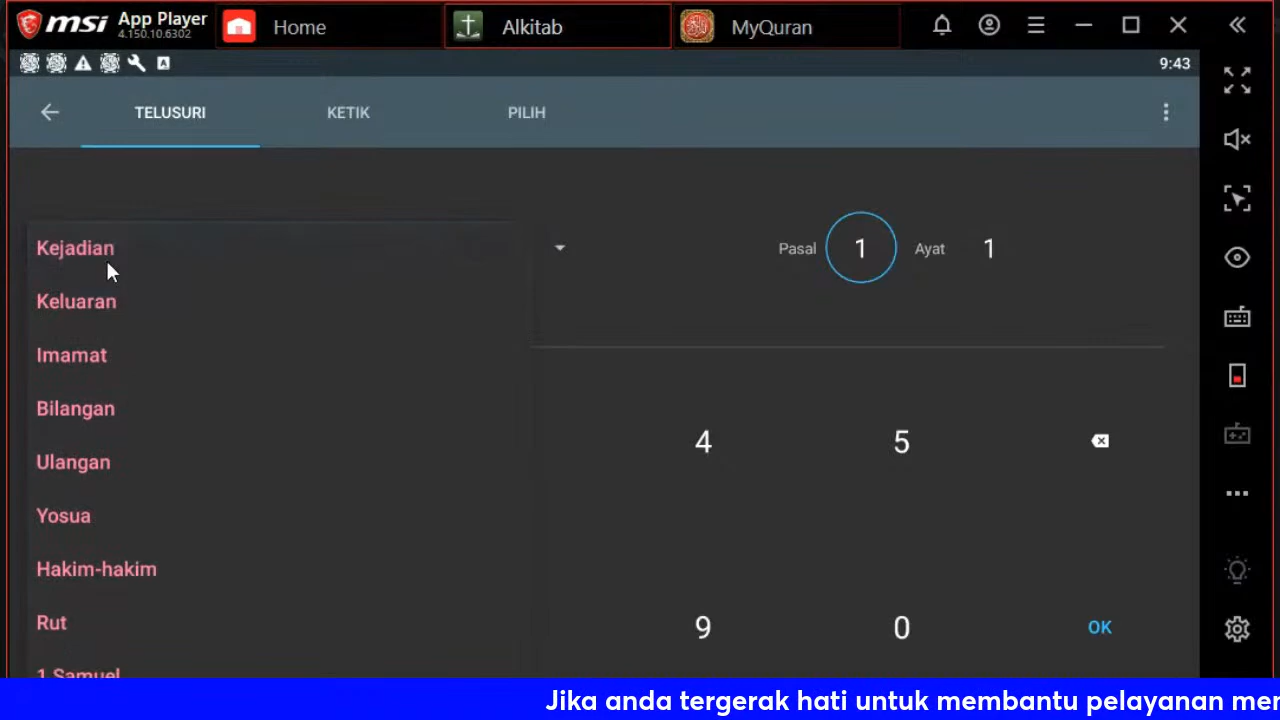 msi App Player
4.150.10.6302
Home
Alkitab
MyQuran
9:43
TELUSURI
KETIK
PILIH
Kejadian
Pasal 1 Ayat 1
Keluaran
Imamat
Bilangan
4 5
Ulangan
Yosua
Hakim-hakim
Rut
9 0 OK
1 Samuel
Jika anda tergerak hati untuk membantu pelayanan